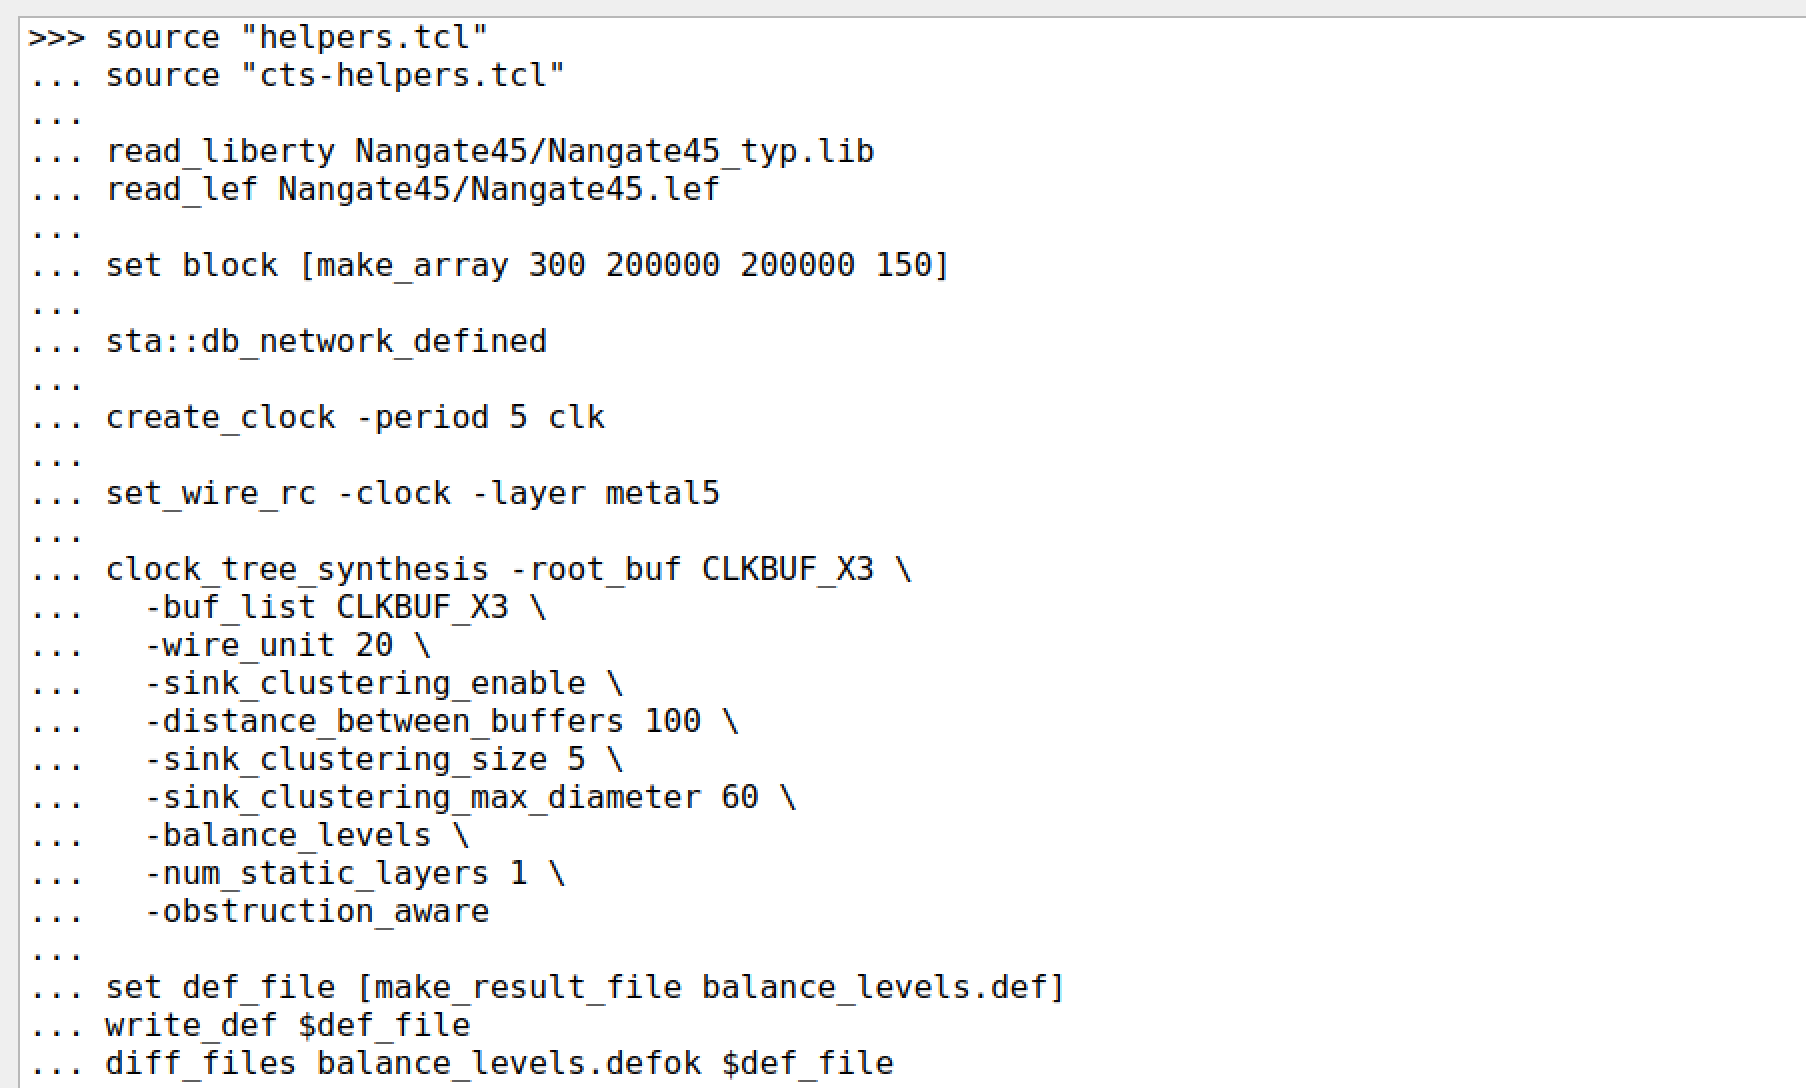 >>> source "helpers.tcl"
... source "cts-helpers.tcl"
...
... read_liberty Nangate45/Nangate45_typ.lib
... read_lef Nangate45/Nangate45.lef
...
... set block [make_array 300 200000 200000 150]
...
... sta::db_network_defined
...
... create_clock -period 5 clk
...
... set_wire_rc -clock -layer metal5
...
... clock_tree_synthesis -root_buf CLKBUF_X3 \
...   -buf_list CLKBUF_X3 \
...   -wire_unit 20 \
...   -sink_clustering_enable \
...   -distance_between_buffers 100 \
...   -sink_clustering_size 5 \
...   -sink_clustering_max_diameter 60 \
...   -balance_levels \
...   -num_static_layers 1 \
...   -obstruction_aware
...
... set def_file [make_result_file balance_levels.def]
... write_def $def_file
... diff_files balance_levels.defok $def_file